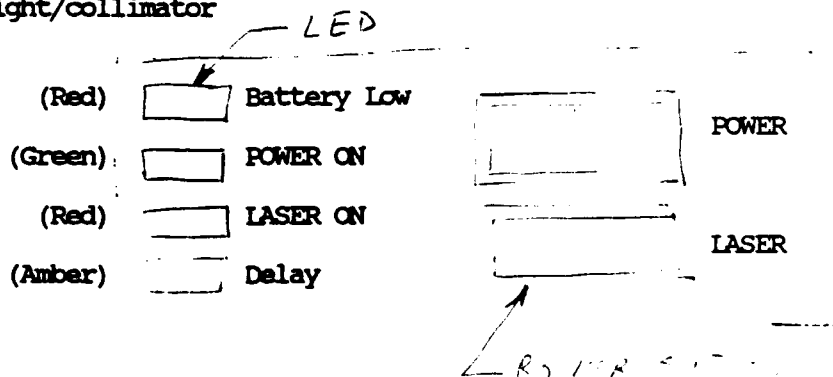 ight/collimator
LED
(Red) Battery Low
POWER
(Green) POWER ON
(Red) LASER ON
LASER
(Amber) Delay